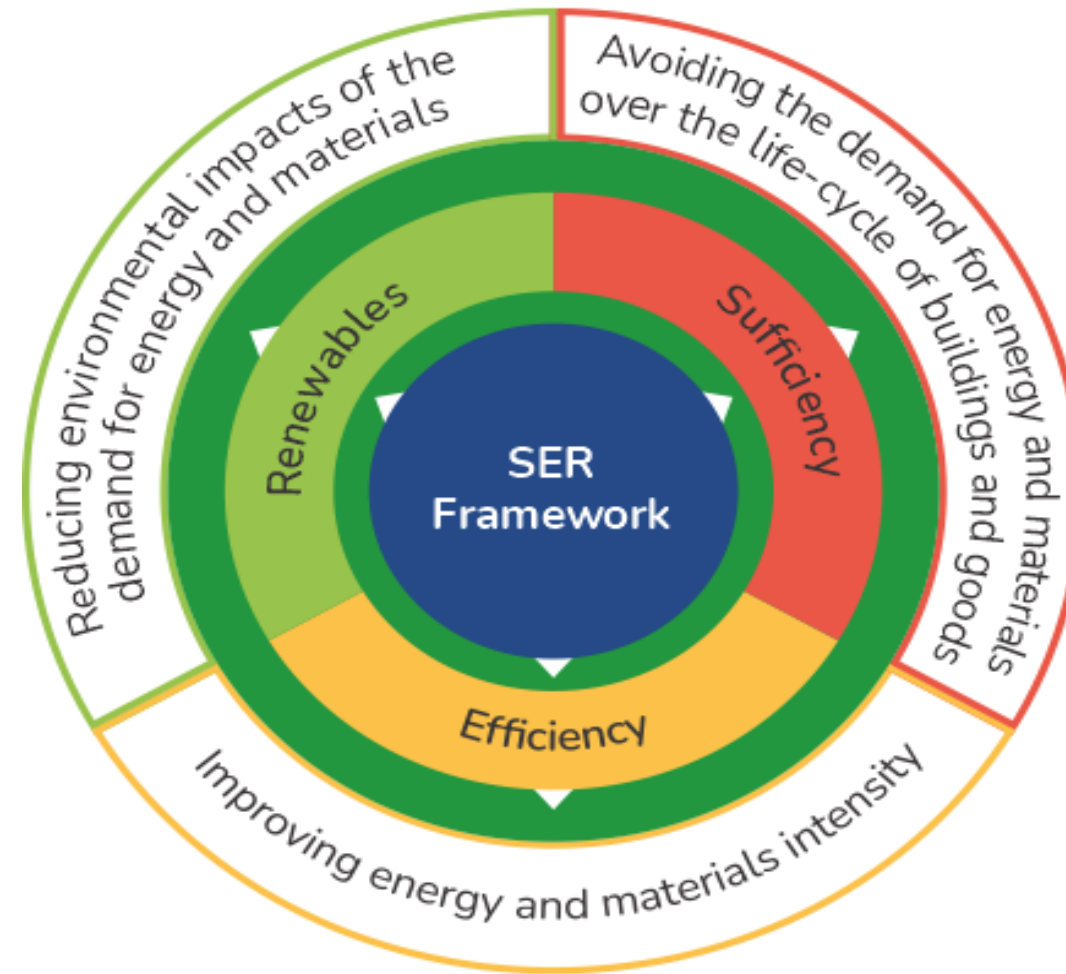 Reducing environmental impacts of the
demand for energy and materials
Avoiding the demand for energy and materials
over the life-cycle of buildings and goods
Renewables
Sufficiency
SER
Framework
Efficiency
Improving energy and materials intensity